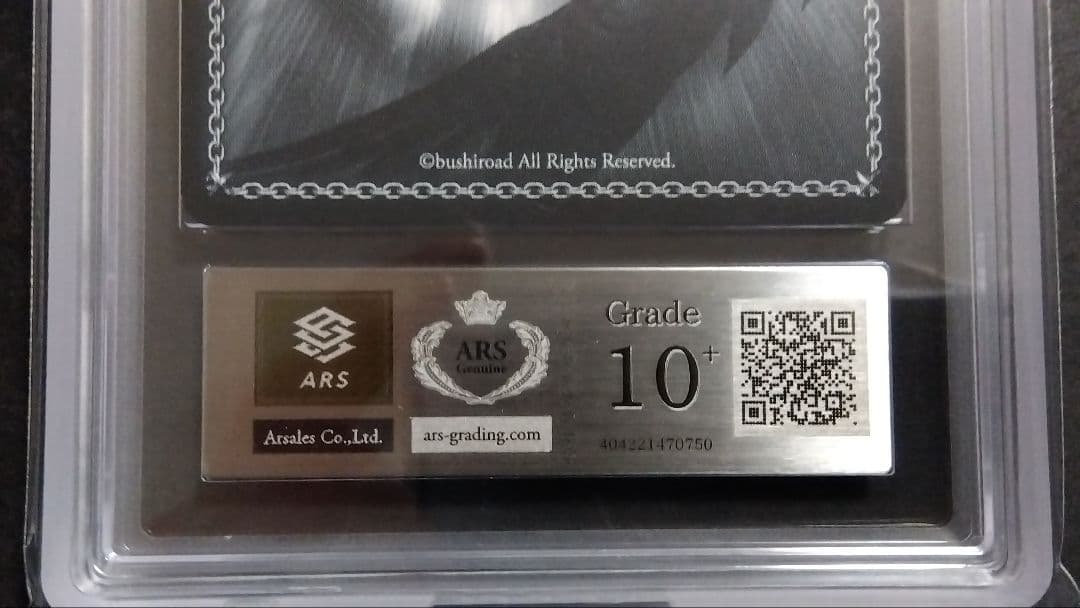 ©bushiroad All Rights Reserved.
ARS
Arsales Co.,Ltd.
ARS
Genuine
ars-grading.com
Grade
10+
404221470750